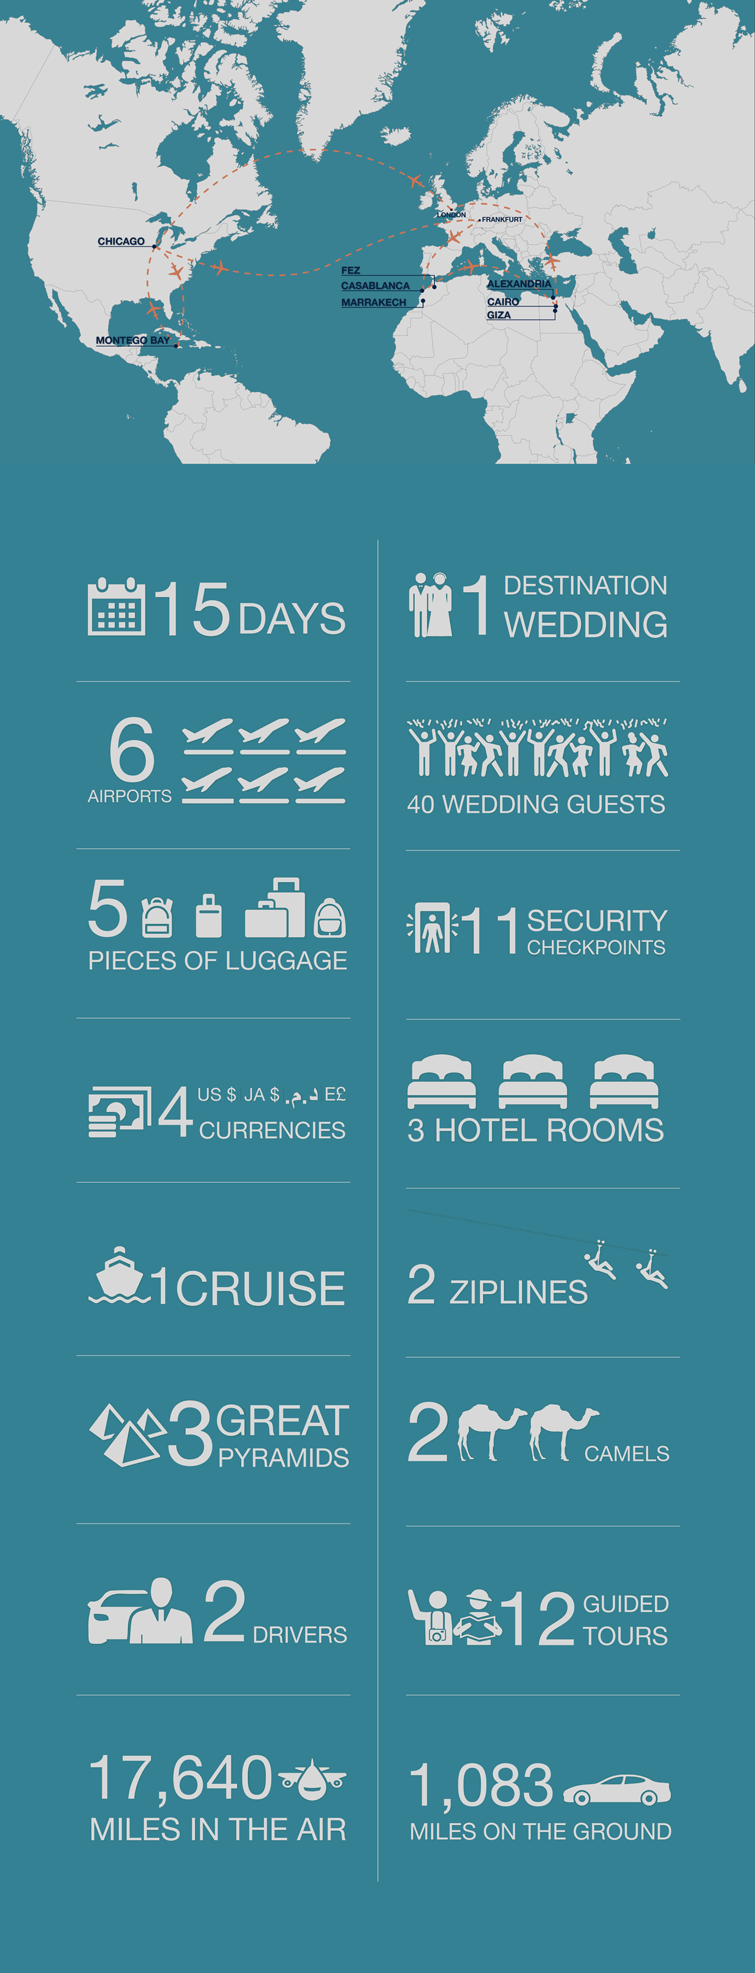 LONDON
FRANKFURT
CHICAGO
FEZ
CASABLANCA
MARRAKECH
ALEXANDRIA
CAIRO
GIZA
MONTEGO BAY
15 DAYS
1 DESTINATION
WEDDING
6
AIRPORTS
40 WEDDING GUESTS
5
PIECES OF LUGGAGE
11 SECURITY
CHECKPOINTS
4 US $ JA $ د.م. E£
CURRENCIES
3 HOTEL ROOMS
1 CRUISE
2 ZIPLINES
3 GREAT
PYRAMIDS
2 CAMELS
2 DRIVERS
12 GUIDED
TOURS
17,640
MILES IN THE AIR
1,083
MILES ON THE GROUND